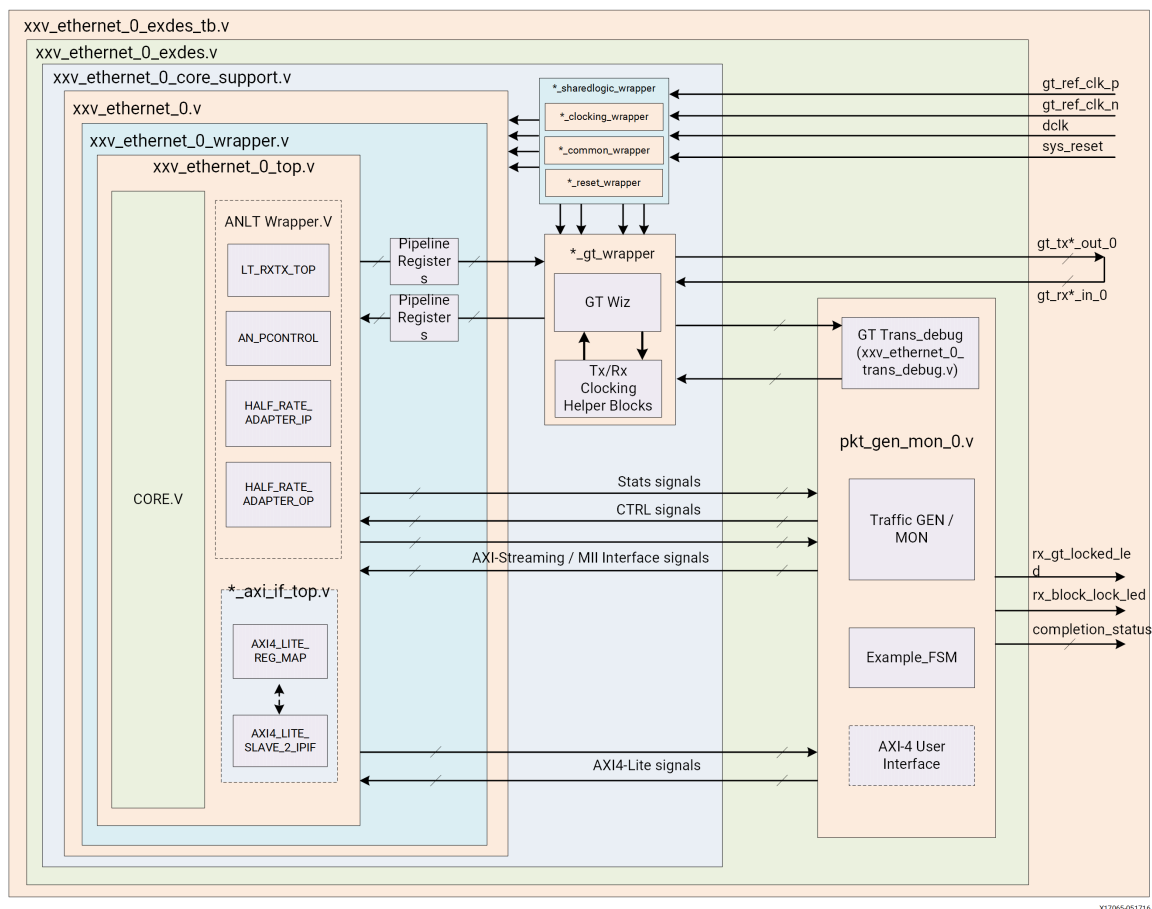 xxv_ethernet_0_exdes_tb.v
xxv_ethernet_0_exdes.v
xxv_ethernet_0_core_support.v
xxv_ethernet_0.v
xxv_ethernet_0_wrapper.v
xxv_ethernet_0_top.v
CORE.V
ANLT Wrapper.V
LT_RXTX_TOP
AN_PCONTROL
HALF_RATE_
ADAPTER_IP
HALF_RATE_
ADAPTER_OP
*_axi_if_top.v
AXI4_LITE_
REG_MAP
AXI4_LITE_
SLAVE_2_IPIF
Pipeline
Register
s
Pipeline
Register
s
*_sharedlogic_wrapper
*_clocking_wrapper
*_common_wrapper
*_reset_wrapper
*_gt_wrapper
GT Wiz
Tx/Rx
Clocking
Helper Blocks
gt_ref_clk_p
gt_ref_clk_n
dclk
sys_reset
gt_tx*_out_0
gt_rx*_in_0
GT Trans_debug
(xxv_ethernet_0_
trans_debug.v)
pkt_gen_mon_0.v
Stats signals
CTRL signals
AXI-Streaming / MII Interface signals
Traffic GEN /
MON
rx_gt_locked_le
d
rx_block_lock_led
completion_status
Example_FSM
AXI-4 User
Interface
AXI4-Lite signals
X17065-051716